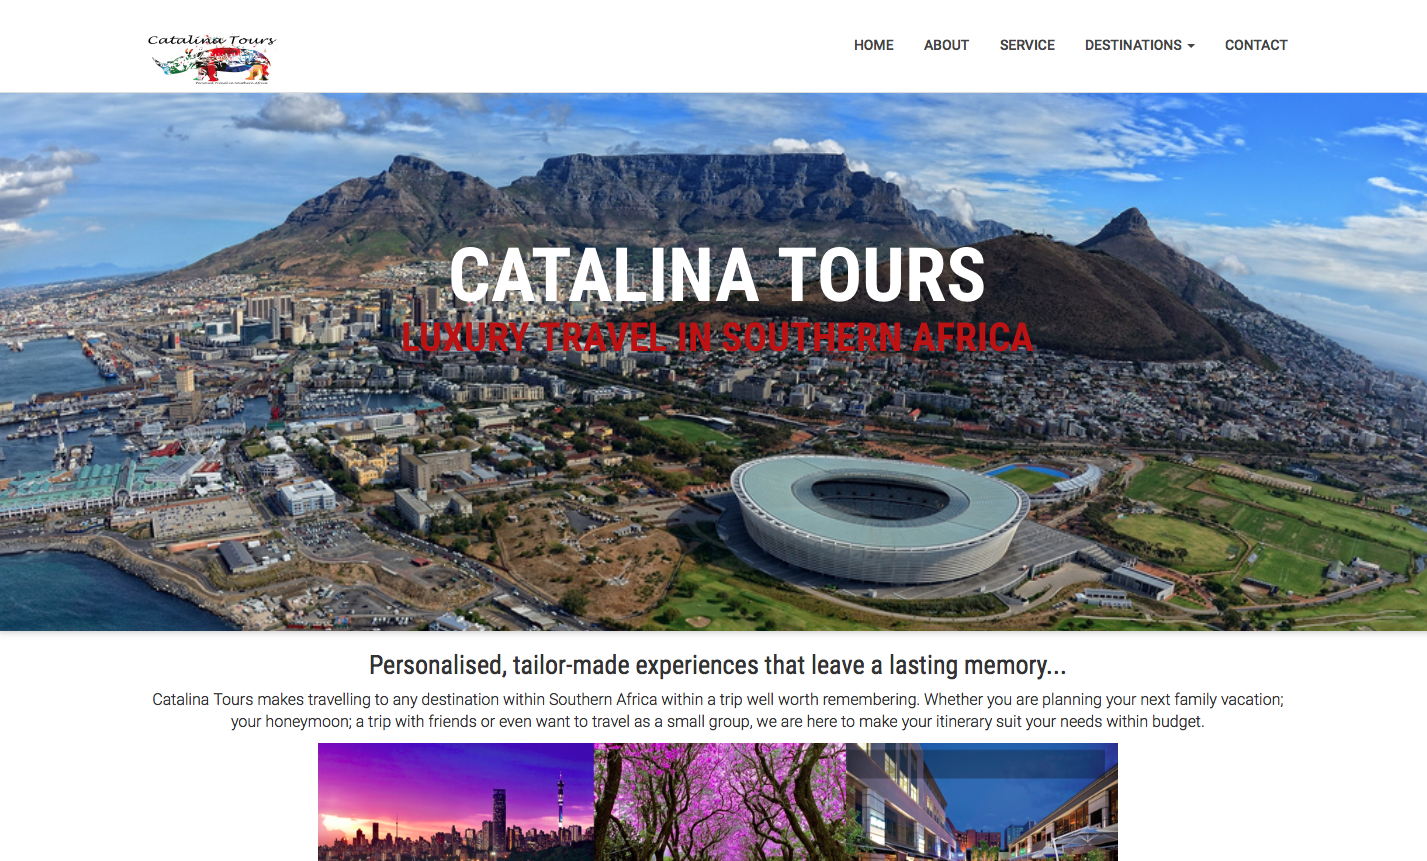 Catalina Tours
HOME ABOUT SERVICE DESTINATIONS CONTACT
CATALINA TOURS
LUXURY TRAVEL IN SOUTHERN AFRICA
Personalised, tailor-made experiences that leave a lasting memory...
Catalina Tours makes travelling to any destination within Southern Africa within a trip well worth remembering. Whether you are planning your next family vacation;
your honeymoon; a trip with friends or even want to travel as a small group, we are here to make your itinerary suit your needs within budget.